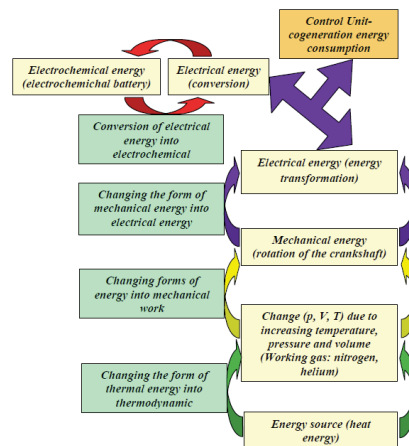 Control Unit-
cogeneration energy
consumption
Electrochemical energy
(electrochemichal battery)
Electrical energy
(conversion)
Conversion of electrical
energy into
electrochemical
Electrical energy (energy
transformation)
Changing the form of
mechanical energy into
electrical energy
Mechanical energy
(rotation of the crankshaft)
Changing forms of
energy into mechanical
work
Change (p, V, T) due to
increasing temperature,
pressure and volume
(Working gas: nitrogen,
helium)
Changing the form of
thermal energy into
thermodynamic
Energy source (heat
energy)